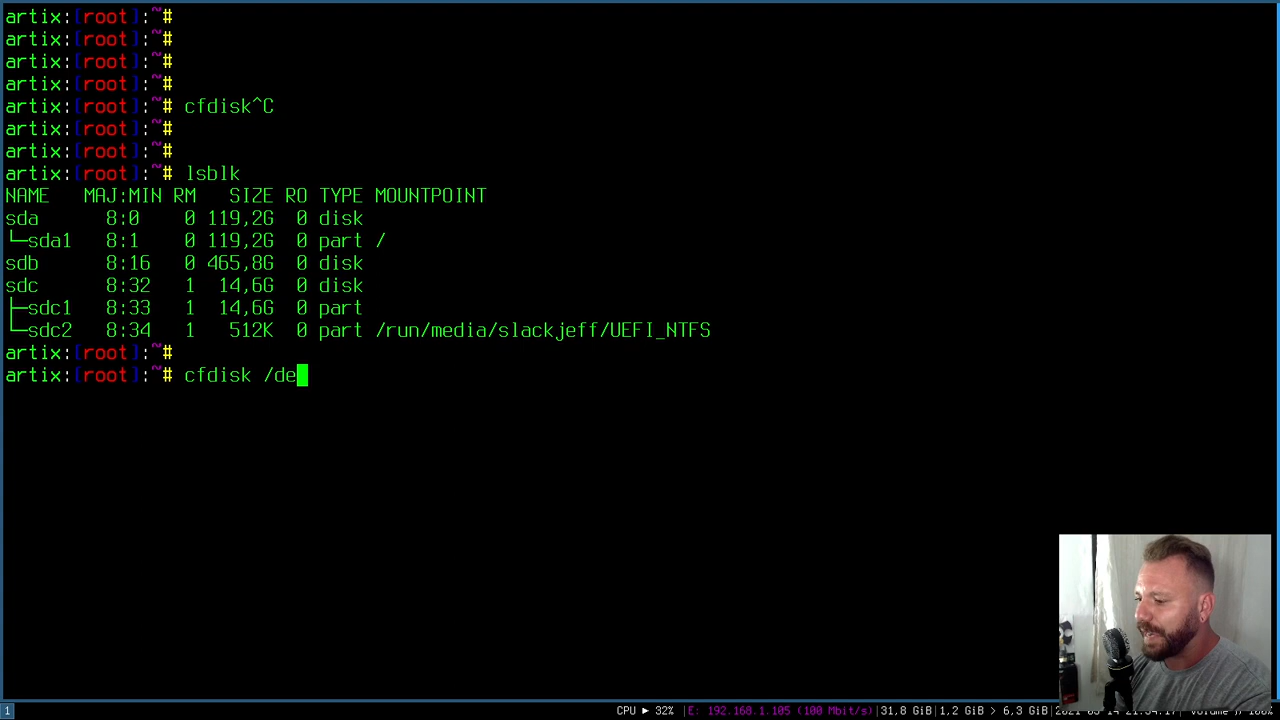 artix:[root]:~#
artix:[root]:~#
artix:[root]:~#
artix:[root]:~#
artix:[root]:~# cfdisk^C
artix:[root]:~#
artix:[root]:~#
artix:[root]:~# lsblk
NAME   MAJ:MIN RM   SIZE RO TYPE MOUNTPOINT
sda      8:0    0 119,2G  0 disk
└─sda1   8:1    0 119,2G  0 part /
sdb      8:16   0 465,8G  0 disk
sdc      8:32   1  14,6G  0 disk
├─sdc1   8:33   1  14,6G  0 part
└─sdc2   8:34   1   512K  0 part /run/media/slackjeff/UEFI_NTFS
artix:[root]:~#
artix:[root]:~# cfdisk /de
1 CPU ► 32% |E: 192.168.1.105 (100 Mbit/s)|31,8 GiB|1,2 GiB > 6,3 GiB|